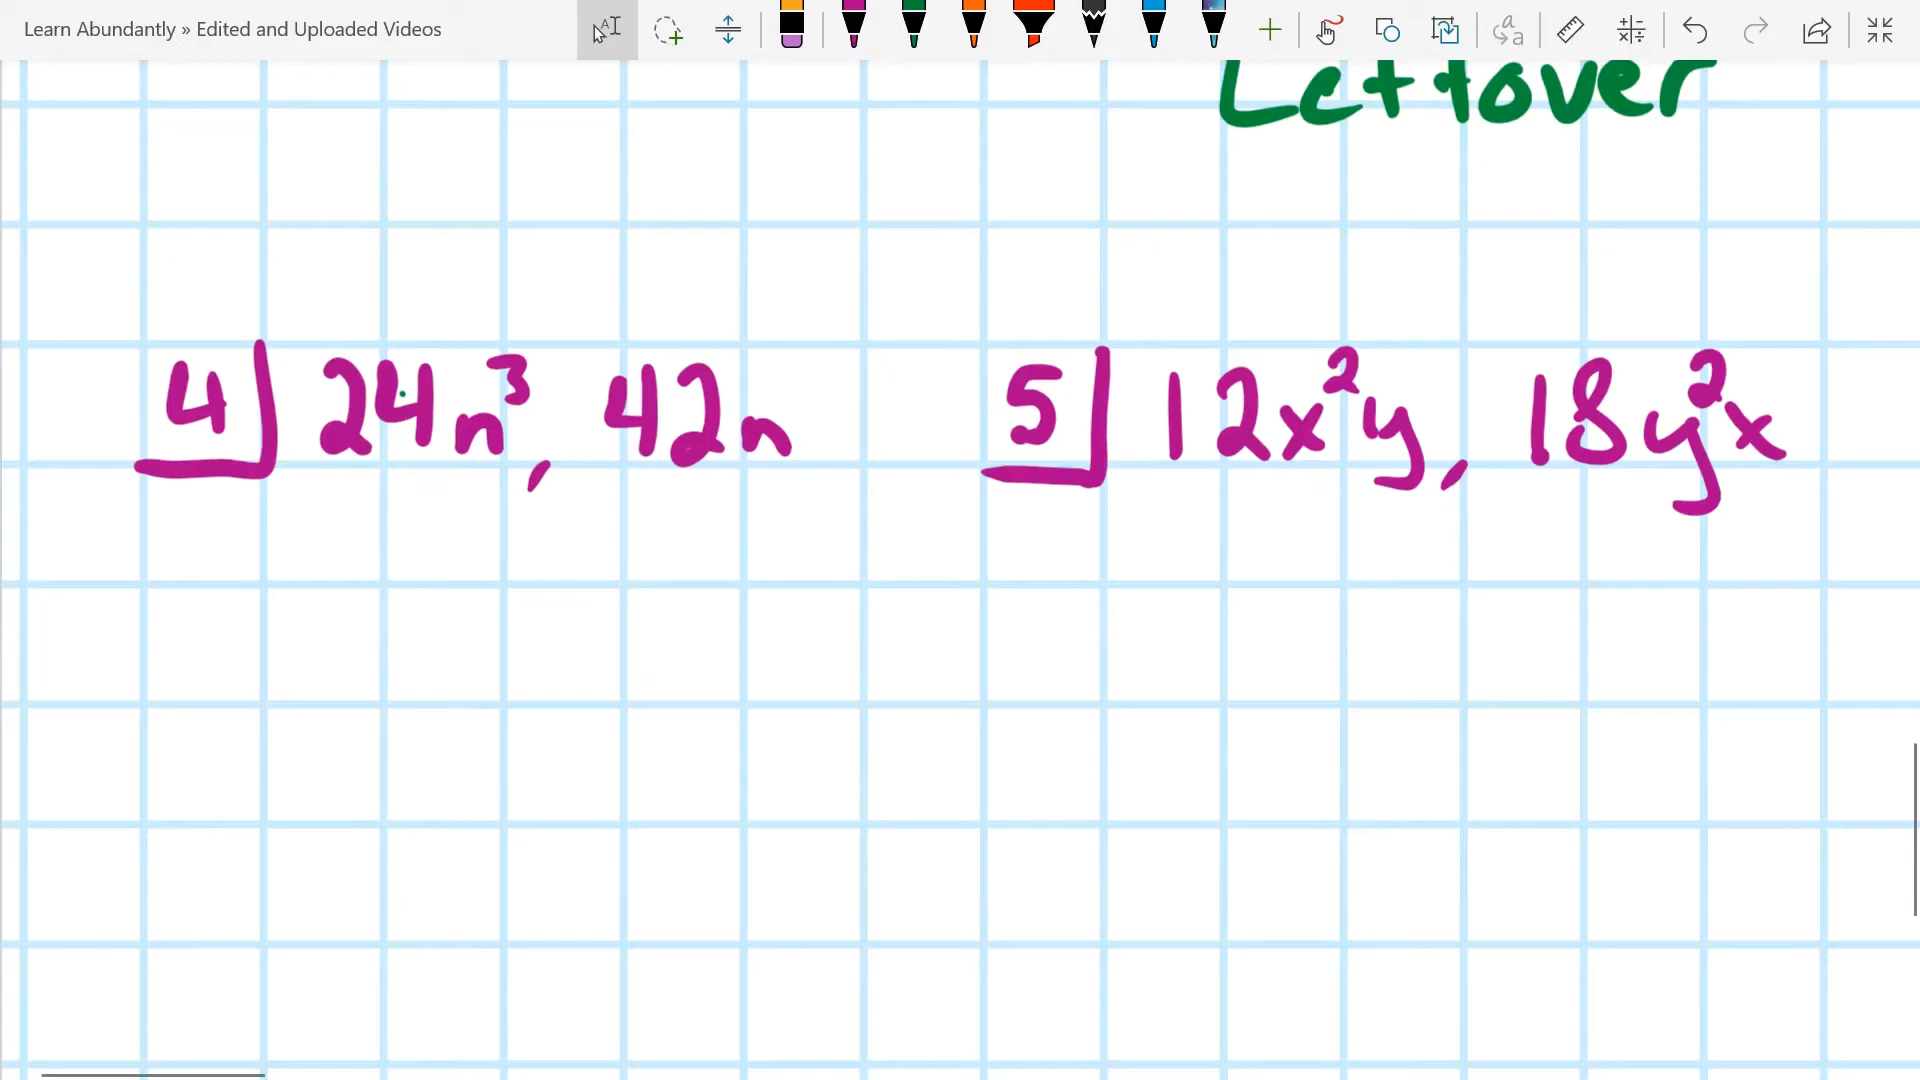 Learn Abundantly » Edited and Uploaded Videos
Leftover
4 24n³, 42n
5 12x²y, 18y²x